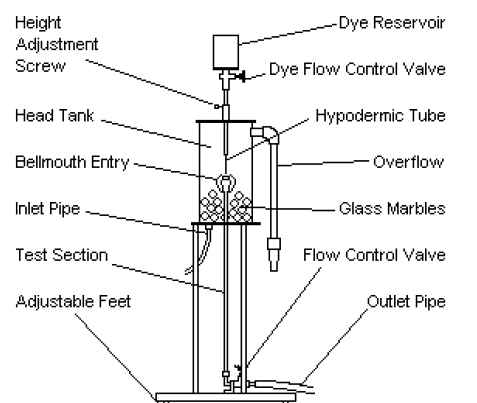 Height
Adjustment
Screw
Dye Reservoir
Dye Flow Control Valve
Head Tank
Hypodermic Tube
Bellmouth Entry
Overflow
Inlet Pipe
Glass Marbles
Test Section
Flow Control Valve
Adjustable Feet
Outlet Pipe